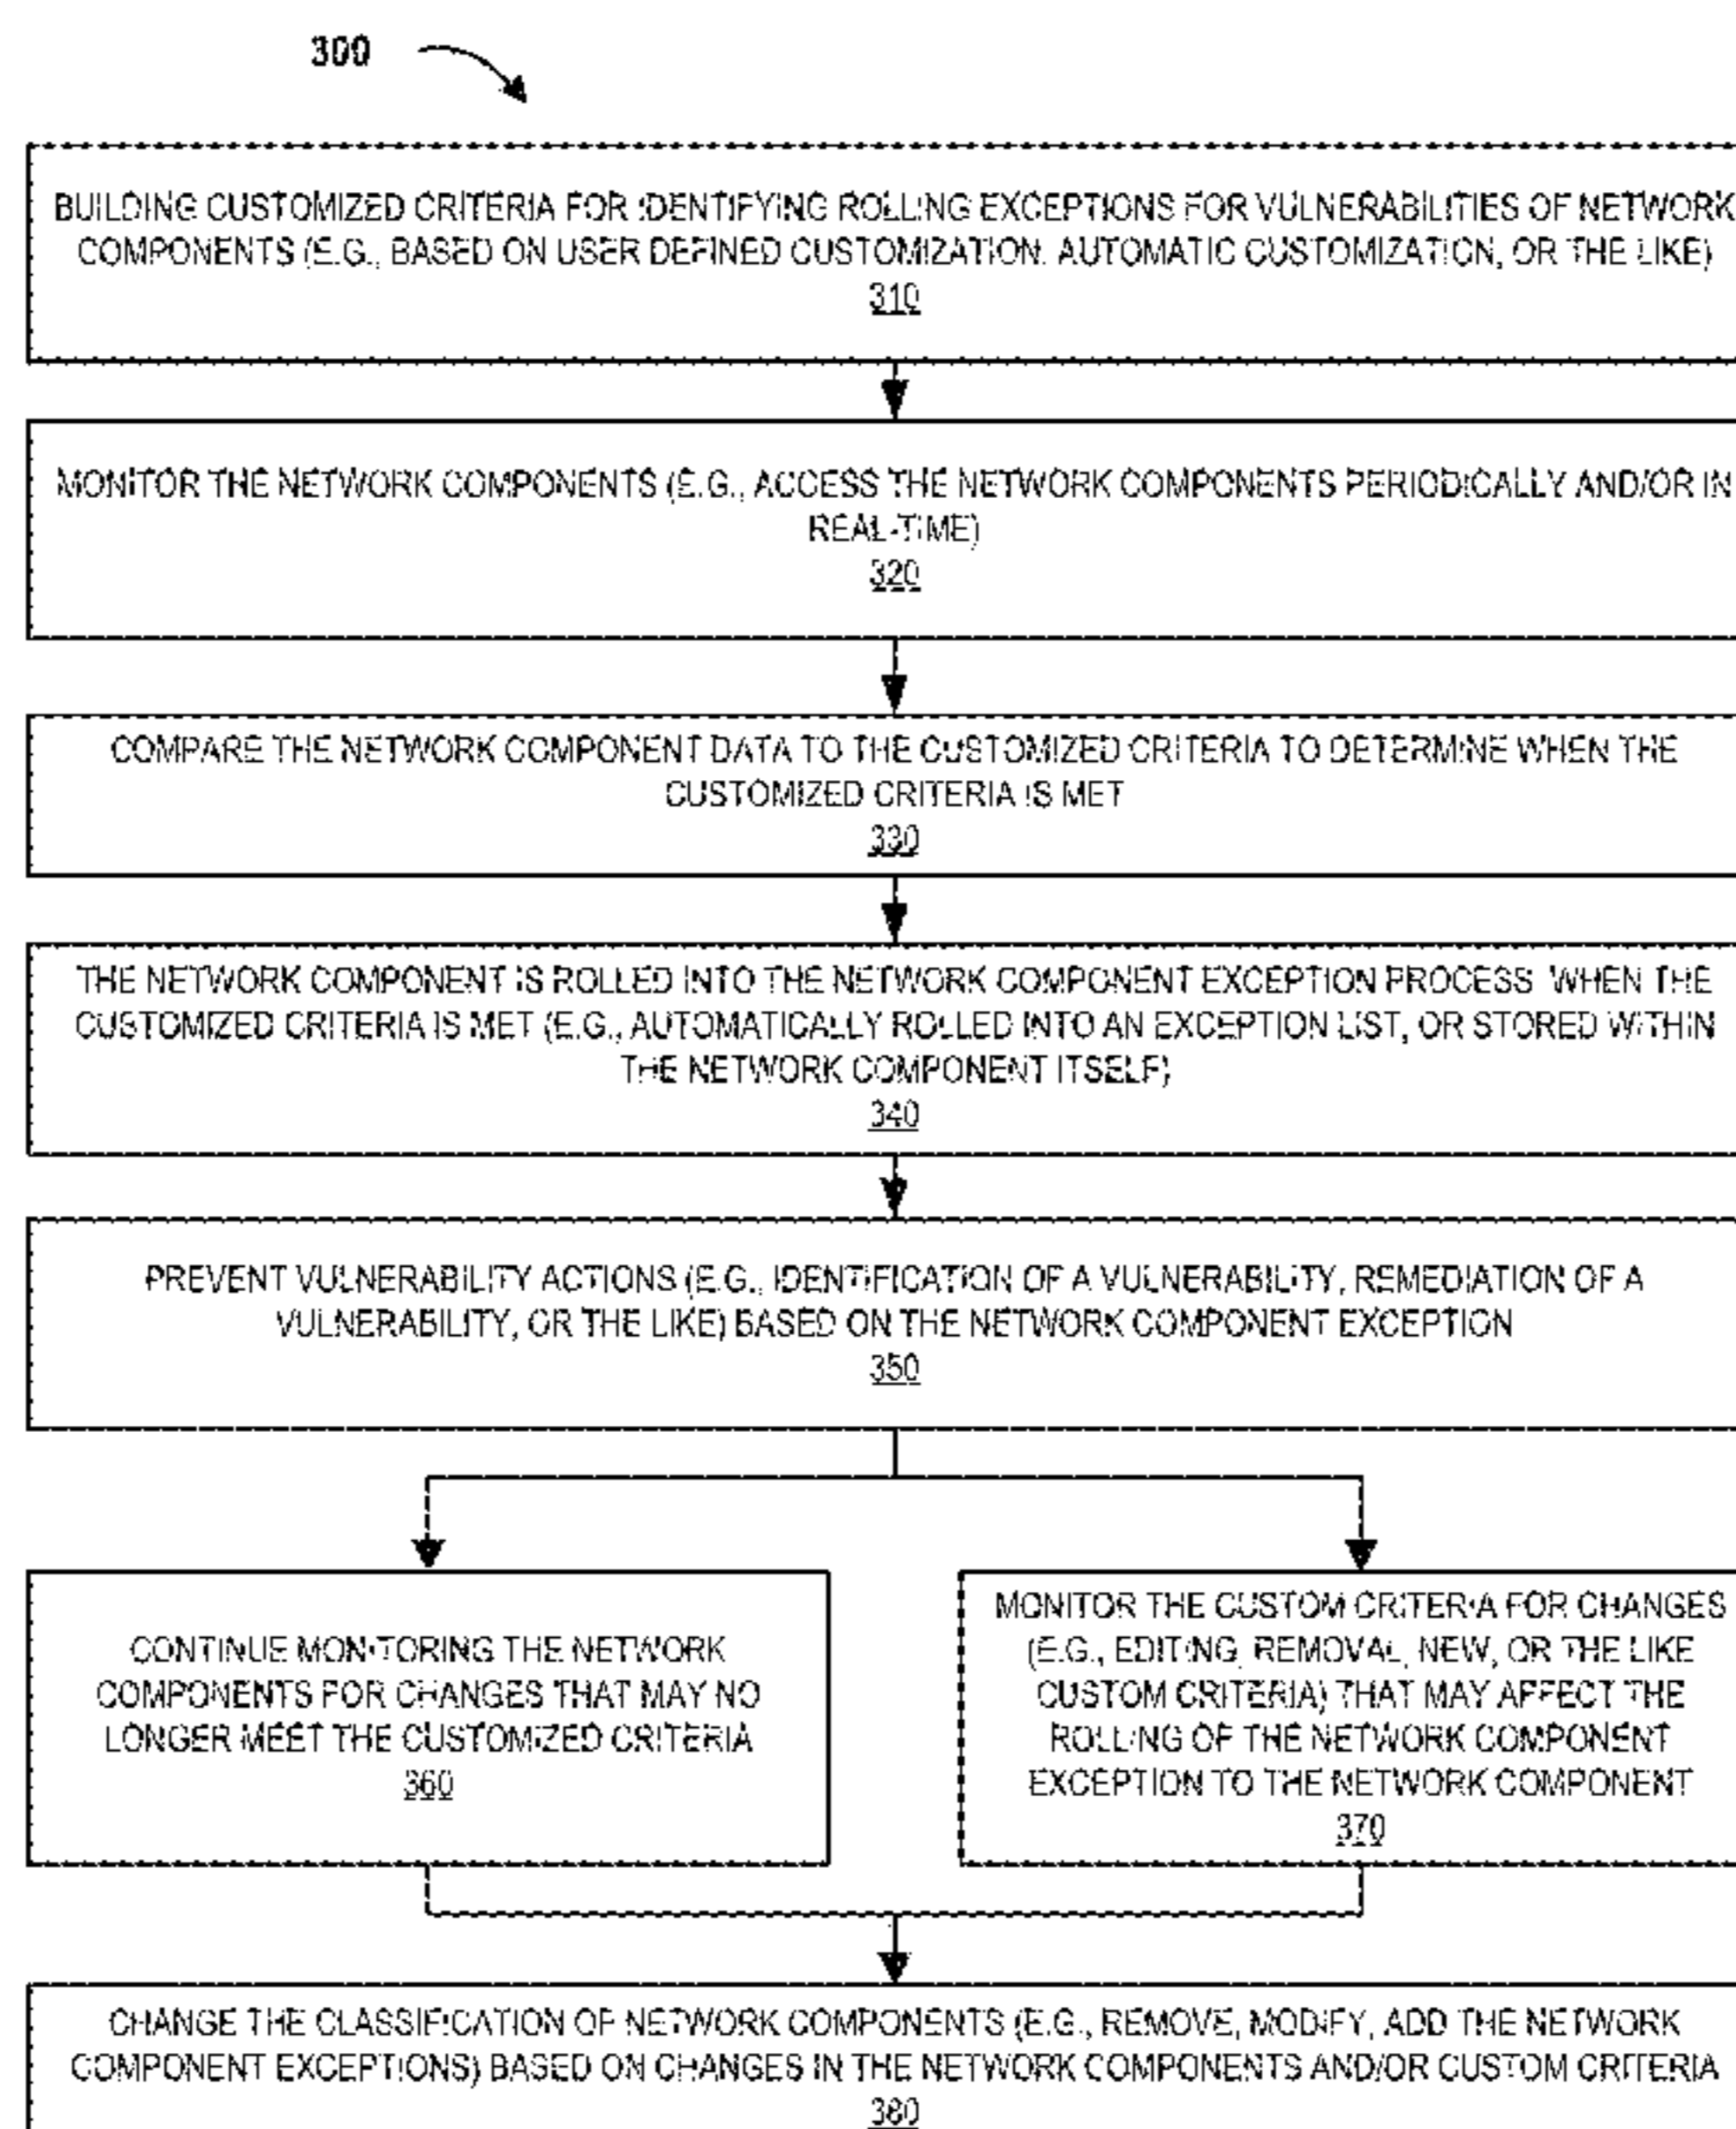 300
BUILDING CUSTOMIZED CRITERIA FOR IDENTIFYING ROLLING EXCEPTIONS FOR VULNERABILITIES OF NETWORK
COMPONENTS (E.G., BASED ON USER DEFINED CUSTOMIZATION, AUTOMATIC CUSTOMIZATION, OR THE LIKE)
310
MONITOR THE NETWORK COMPONENTS (E.G., ACCESS THE NETWORK COMPONENTS PERIODICALLY AND/OR IN
REAL-TIME)
320
COMPARE THE NETWORK COMPONENT DATA TO THE CUSTOMIZED CRITERIA TO DETERMINE WHEN THE
CUSTOMIZED CRITERIA IS MET
330
THE NETWORK COMPONENT IS ROLLED INTO THE NETWORK COMPONENT EXCEPTION PROCESS WHEN THE
CUSTOMIZED CRITERIA IS MET (E.G., AUTOMATICALLY ROLLED INTO AN EXCEPTION LIST, OR STORED WITHIN
THE NETWORK COMPONENT ITSELF)
340
PREVENT VULNERABILITY ACTIONS (E.G., IDENTIFICATION OF A VULNERABILITY, REMEDIATION OF A
VULNERABILITY, OR THE LIKE) BASED ON THE NETWORK COMPONENT EXCEPTION
350
CONTINUE MONITORING THE NETWORK
COMPONENTS FOR CHANGES THAT MAY NO
LONGER MEET THE CUSTOMIZED CRITERIA
360
MONITOR THE CUSTOM CRITERIA FOR CHANGES
(E.G., EDITING, REMOVAL, NEW, OR THE LIKE
CUSTOM CRITERIA) THAT MAY AFFECT THE
ROLLING OF THE NETWORK COMPONENT
EXCEPTION TO THE NETWORK COMPONENT
370
CHANGE THE CLASSIFICATION OF NETWORK COMPONENTS (E.G., REMOVE, MODIFY, ADD THE NETWORK
COMPONENT EXCEPTIONS) BASED ON CHANGES IN THE NETWORK COMPONENTS AND/OR CUSTOM CRITERIA
380